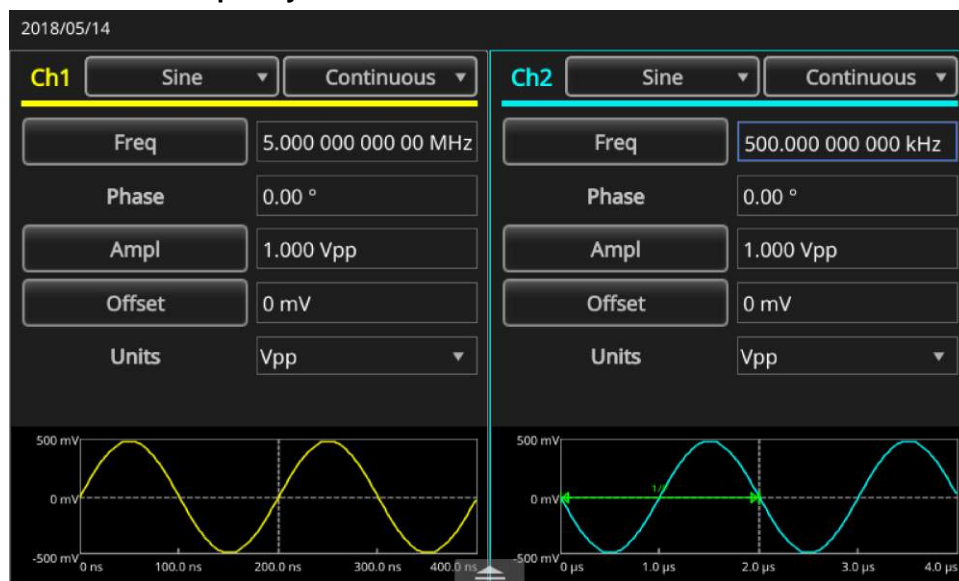 2018/05/14
Ch1 Sine Continuous
Freq 5.000 000 000 00 MHz
Phase 0.00 °
Ampl 1.000 Vpp
Offset 0 mV
Units Vpp
500 mV
0 mV
-500 mV
0 ns 100.0 ns 200.0 ns 300.0 ns 400.0 ns
Ch2 Sine Continuous
Freq 500.000 000 000 kHz
Phase 0.00 °
Ampl 1.000 Vpp
Offset 0 mV
Units Vpp
500 mV
0 mV
-500 mV
0 µs 1.0 µs 2.0 µs 3.0 µs 4.0 µs